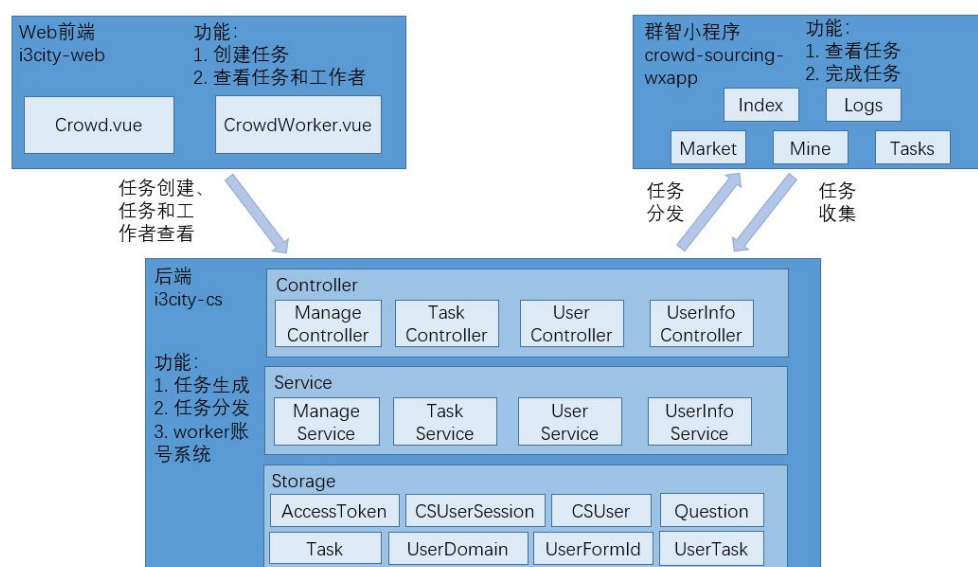 Web前端
i3city-web
功能：
1. 创建任务
2. 查看任务和工作者
Crowd.vue
CrowdWorker.vue
群智小程序
crowd-sourcing-
wxapp
功能：
1. 查看任务
2. 完成任务
Index
Logs
Market
Mine
Tasks
任务创建、
任务和工
作者查看
任务
分发
任务
收集
后端
i3city-cs
功能：
1. 任务生成
2. 任务分发
3. worker账
号系统
Controller
Manage
Controller
Task
Controller
User
Controller
UserInfo
Controller
Service
Manage
Service
Task
Service
User
Service
UserInfo
Service
Storage
AccessToken
CSUserSession
CSUser
Question
Task
UserDomain
UserFormId
UserTask